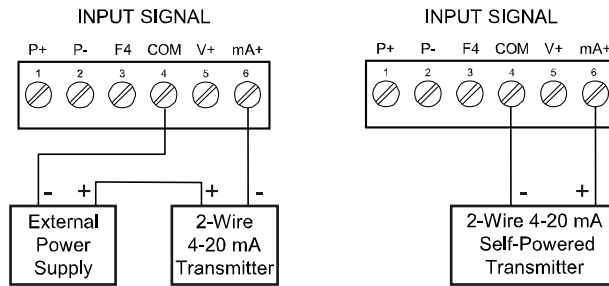 INPUT SIGNAL
P+ P- F4 COM V+ mA+
1 2 3 4 5 6
- + + -
External
Power
Supply
2-Wire
4-20 mA
Transmitter
INPUT SIGNAL
P+ P- F4 COM V+ mA+
1 2 3 4 5 6
- +
2-Wire 4-20 mA
Self-Powered
Transmitter